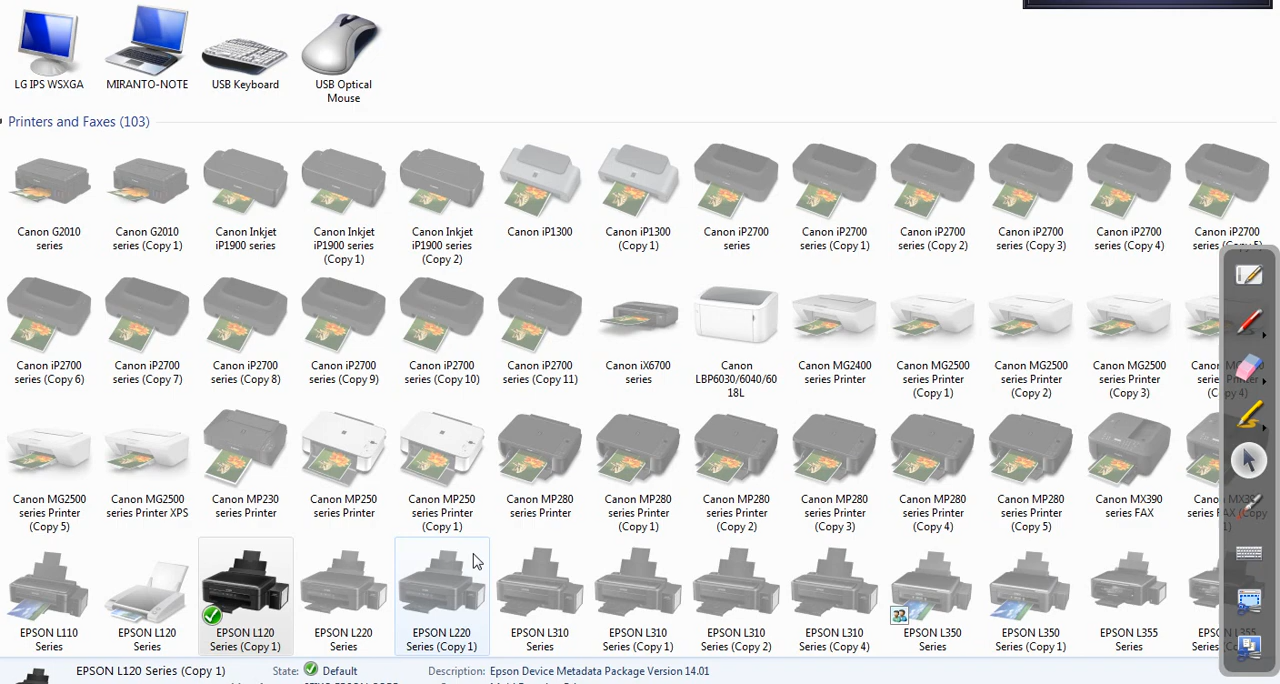 LG IPS WSXGA
MIRANTO-NOTE
USB Keyboard
USB Optical
Mouse
Printers and Faxes (103)
Canon G2010
series
Canon G2010
series (Copy 1)
Canon Inkjet
iP1900 series
Canon Inkjet
iP1900 series
(Copy 1)
Canon Inkjet
iP1900 series
(Copy 2)
Canon iP1300
Canon iP1300
(Copy 1)
Canon iP2700
series
Canon iP2700
series (Copy 1)
Canon iP2700
series (Copy 2)
Canon iP2700
series (Copy 3)
Canon iP2700
series (Copy 4)
Canon iP2700
series (Copy 5)
Canon iP2700
series (Copy 6)
Canon iP2700
series (Copy 7)
Canon iP2700
series (Copy 8)
Canon iP2700
series (Copy 9)
Canon iP2700
series (Copy 10)
Canon iP2700
series (Copy 11)
Canon iX6700
series
Canon
LBP6030/6040/60
18L
Canon MG2400
series Printer
Canon MG2500
series Printer
(Copy 1)
Canon MG2500
series Printer
(Copy 2)
Canon MG2500
series Printer
(Copy 3)
Canon MG2500
series Printer
(Copy 5)
Canon MG2500
series Printer XPS
Canon MP230
series Printer
Canon MP250
series Printer
Canon MP250
series Printer
(Copy 1)
Canon MP280
series Printer
Canon MP280
series Printer
(Copy 1)
Canon MP280
series Printer
(Copy 2)
Canon MP280
series Printer
(Copy 3)
Canon MP280
series Printer
(Copy 4)
Canon MP280
series Printer
(Copy 5)
Canon MX390
series FAX
EPSON L110
Series
EPSON L120
Series
EPSON L120
Series (Copy 1)
EPSON L220
Series
EPSON L220
Series (Copy 1)
EPSON L310
Series
EPSON L310
Series (Copy 1)
EPSON L310
Series (Copy 2)
EPSON L310
Series (Copy 4)
EPSON L350
Series
EPSON L350
Series (Copy 1)
EPSON L355
Series
EPSON L120 Series (Copy 1)
State: Default
Description: Epson Device Metadata Package Version 14.01